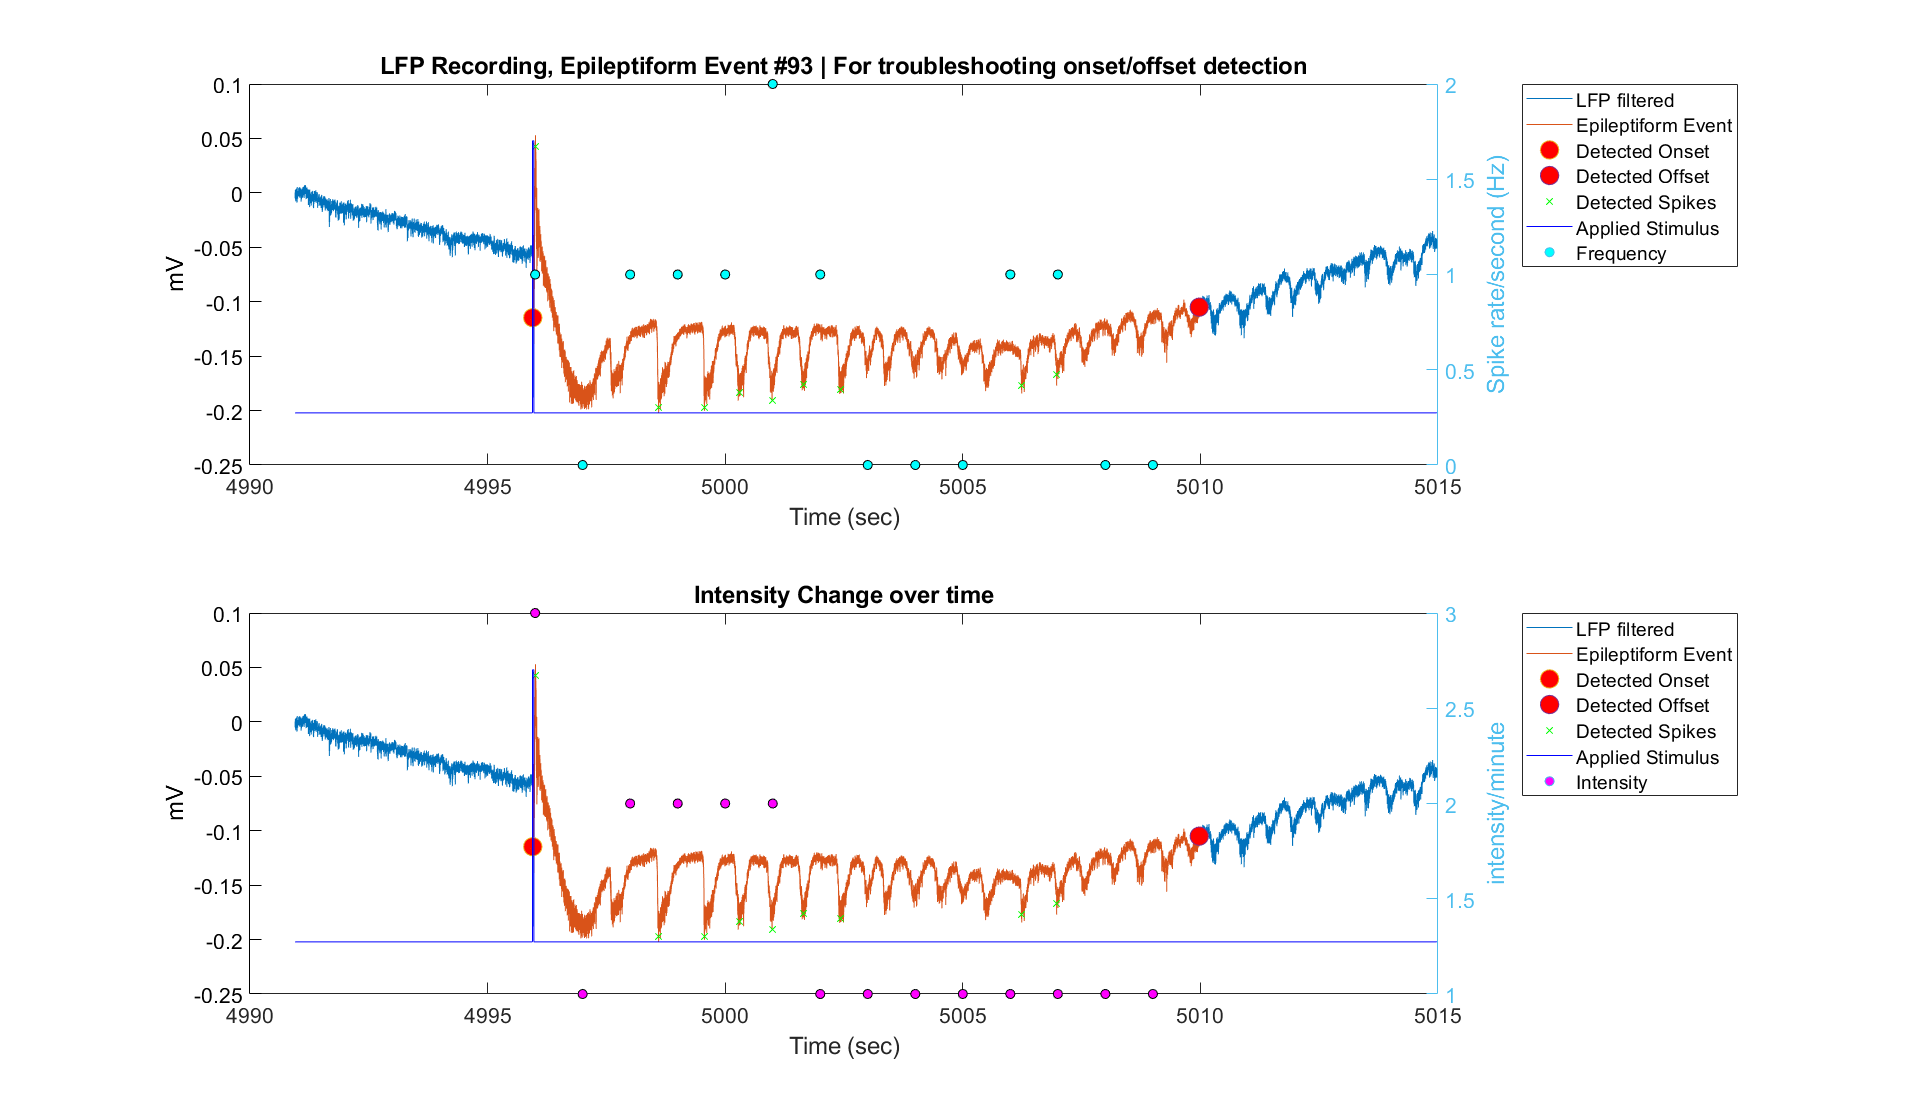 LFP Recording, Epileptiform Event #93 | For troubleshooting onset/offset detection
0.1
0.05
0
-0.05
-0.1
-0.15
-0.2
-0.25
mV
4990
4995
5000
5005
5010
5015
Time (sec)
2
1.5
1
0.5
0
Spike rate/second (Hz)
LFP filtered
Epileptiform Event
Detected Onset
Detected Offset
Detected Spikes
Applied Stimulus
Frequency
Intensity Change over time
0.1
0.05
0
-0.05
-0.1
-0.15
-0.2
-0.25
mV
4990
4995
5000
5005
5010
5015
Time (sec)
3
2.5
2
1.5
1
intensity/minute
LFP filtered
Epileptiform Event
Detected Onset
Detected Offset
Detected Spikes
Applied Stimulus
Intensity